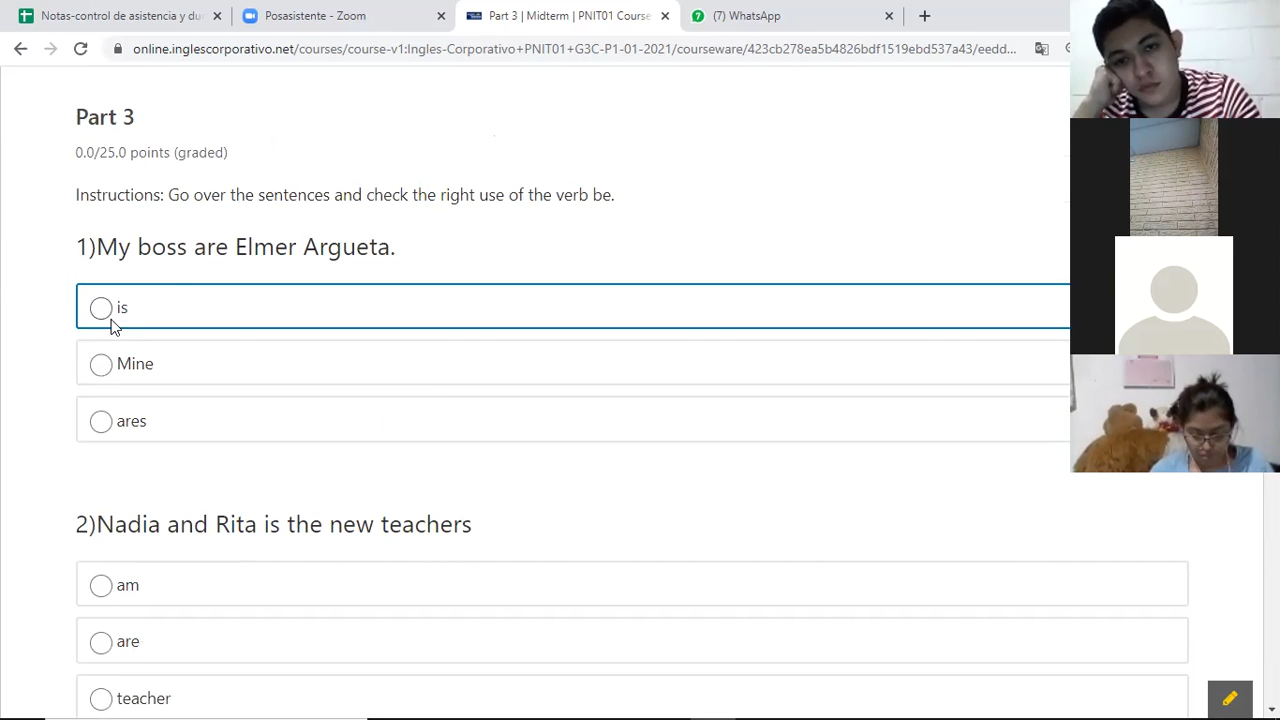 Notas-control de asistencia y du
Posasistente - Zoom
Part 3 | Midterm | PNIT01 Course
() WhatsApp
online.inglescorporativo.net/courses/course-v1:Ingles-Corporativo+PNIT01+G3C-P1-01-2021/courseware/423cb278ea5b4826bdf1519ebd537a43/eedd...
Part 3
0.0/25.0 points (graded)
Instructions: Go over the sentences and check the right use of the verb be.
1)My boss are Elmer Argueta.
is
Mine
ares
2)Nadia and Rita is the new teachers
am
are
teacher